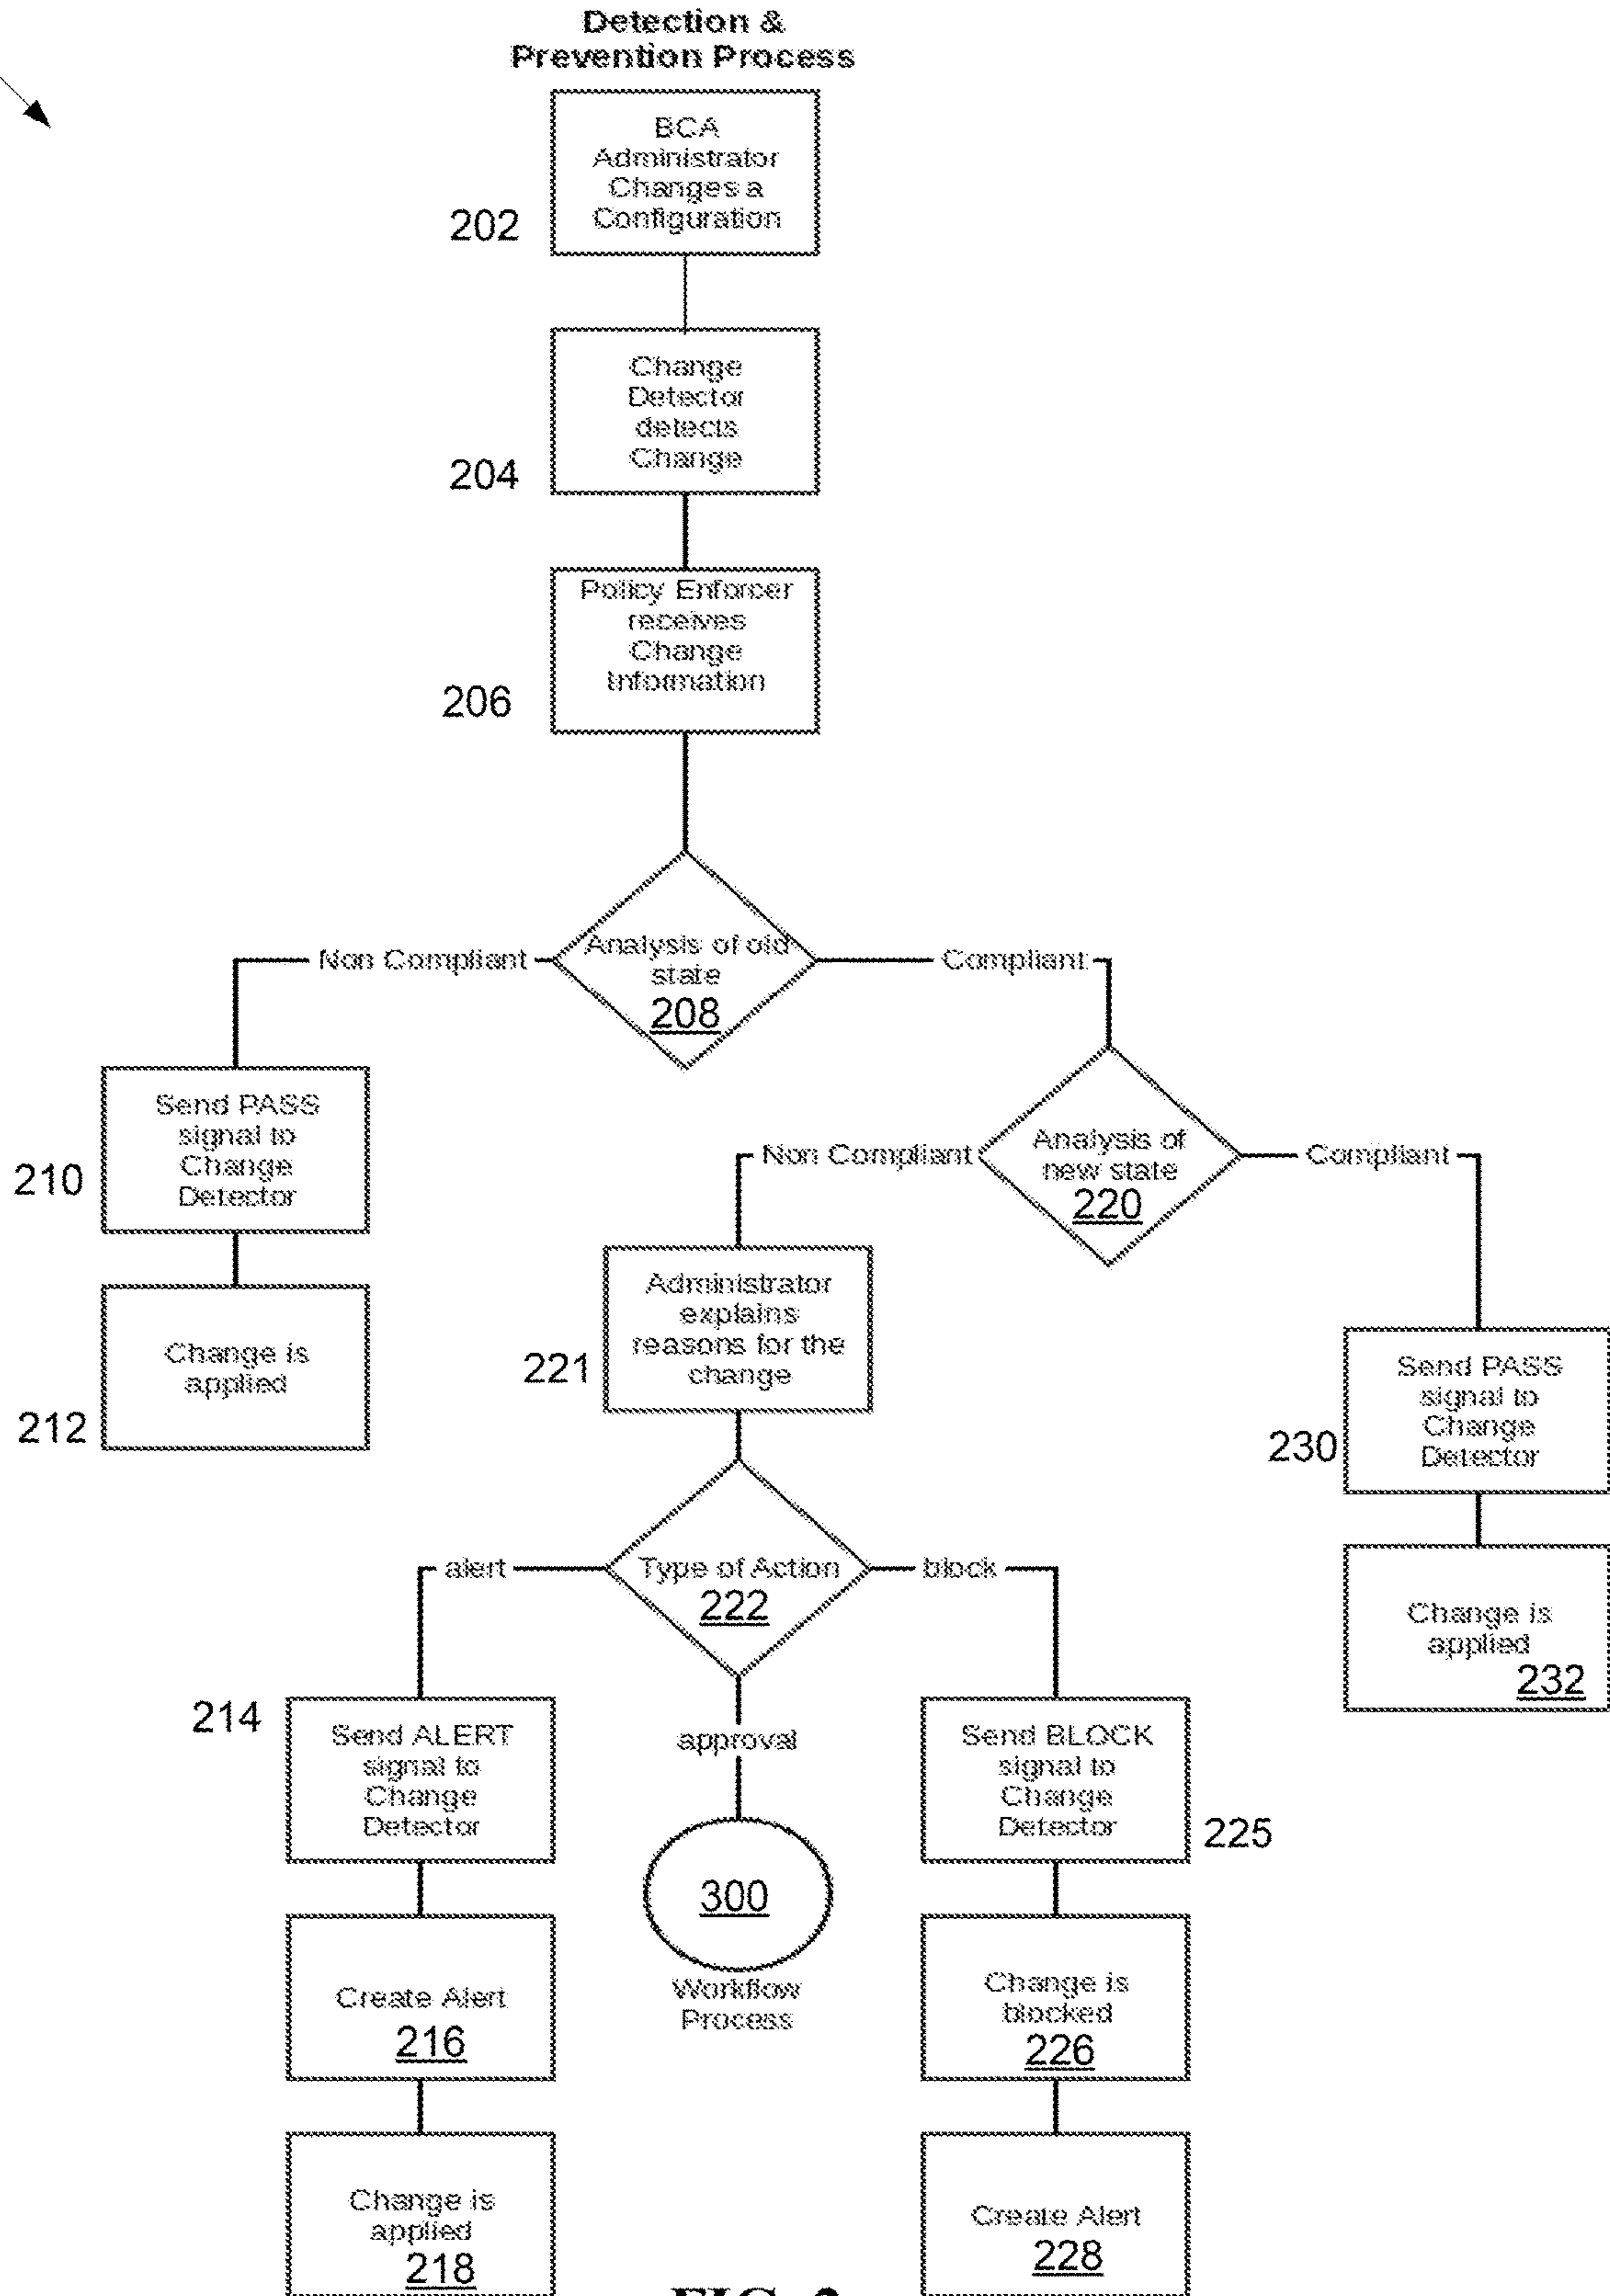 Detection &
Prevention Process
BCA
Administrator
Changes a
Configuration
202
Change
Detector
detects
Change
204
Policy Enforcer
receives
Change
Information
206
Analysis of old
state
208
Non Compliant
Compliant
Send PASS
signal to
Change
Detector
210
Change is
applied
212
Analysis of
new state
220
Non Compliant
Compliant
Administrator
explains
reasons for the
change
221
Send PASS
signal to
Change
Detector
230
Change is
applied
232
Type of Action
222
alert
block
approval
214
Send ALERT
signal to
Change
Detector
Create Alert
216
Change is
applied
218
300
Workflow
Process
Send BLOCK
signal to
Change
Detector
225
Change is
blocked
226
Create Alert
228